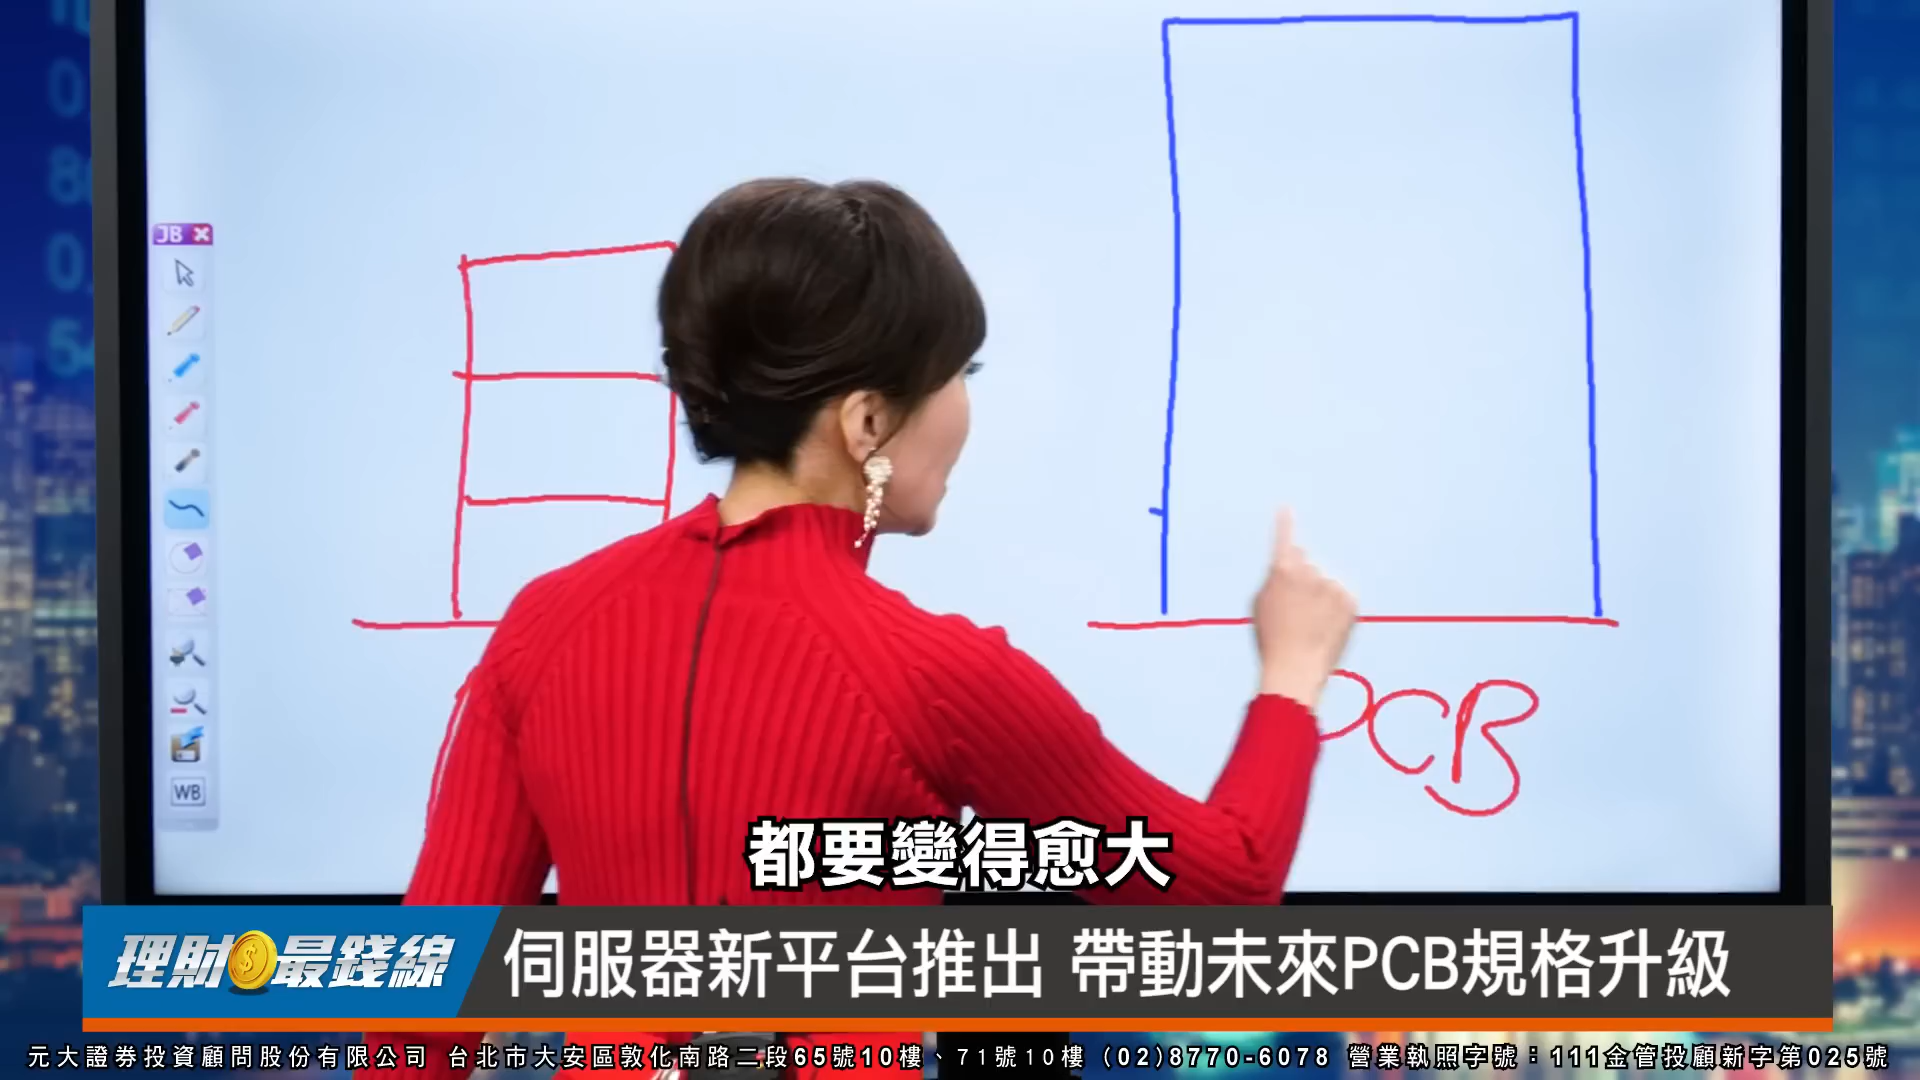 JB
WB
PCB
都要變得愈大
理財最錢線
伺服器新平台推出 帶動未來PCB規格升級
元大證券投資顧問股份有限公司 台北市大安區敦化南路二段65號10樓、71號10樓 (02)8770-6078 營業執照字號：111金管投顧新字第025號